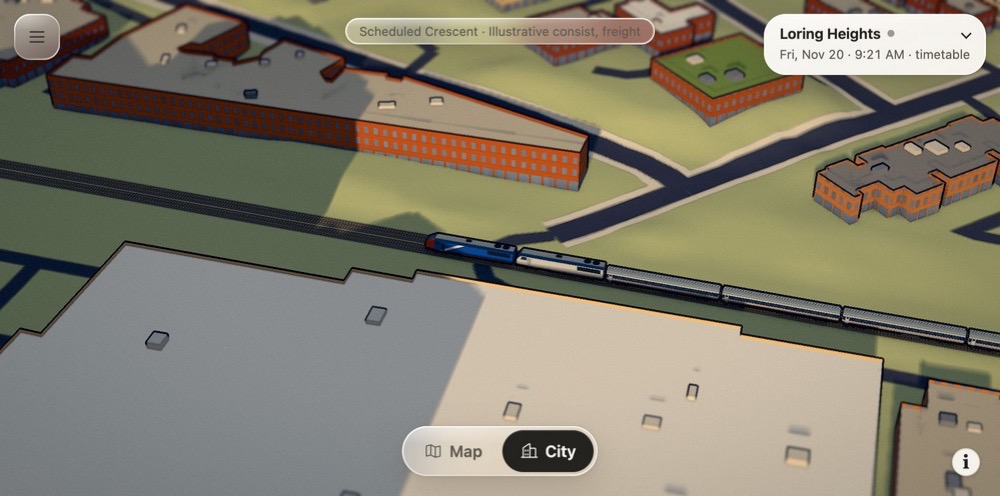 Scheduled Crescent · Illustrative consist, freight
Loring Heights
Fri, Nov 20 · 9:21 AM · timetable
Map
City
i